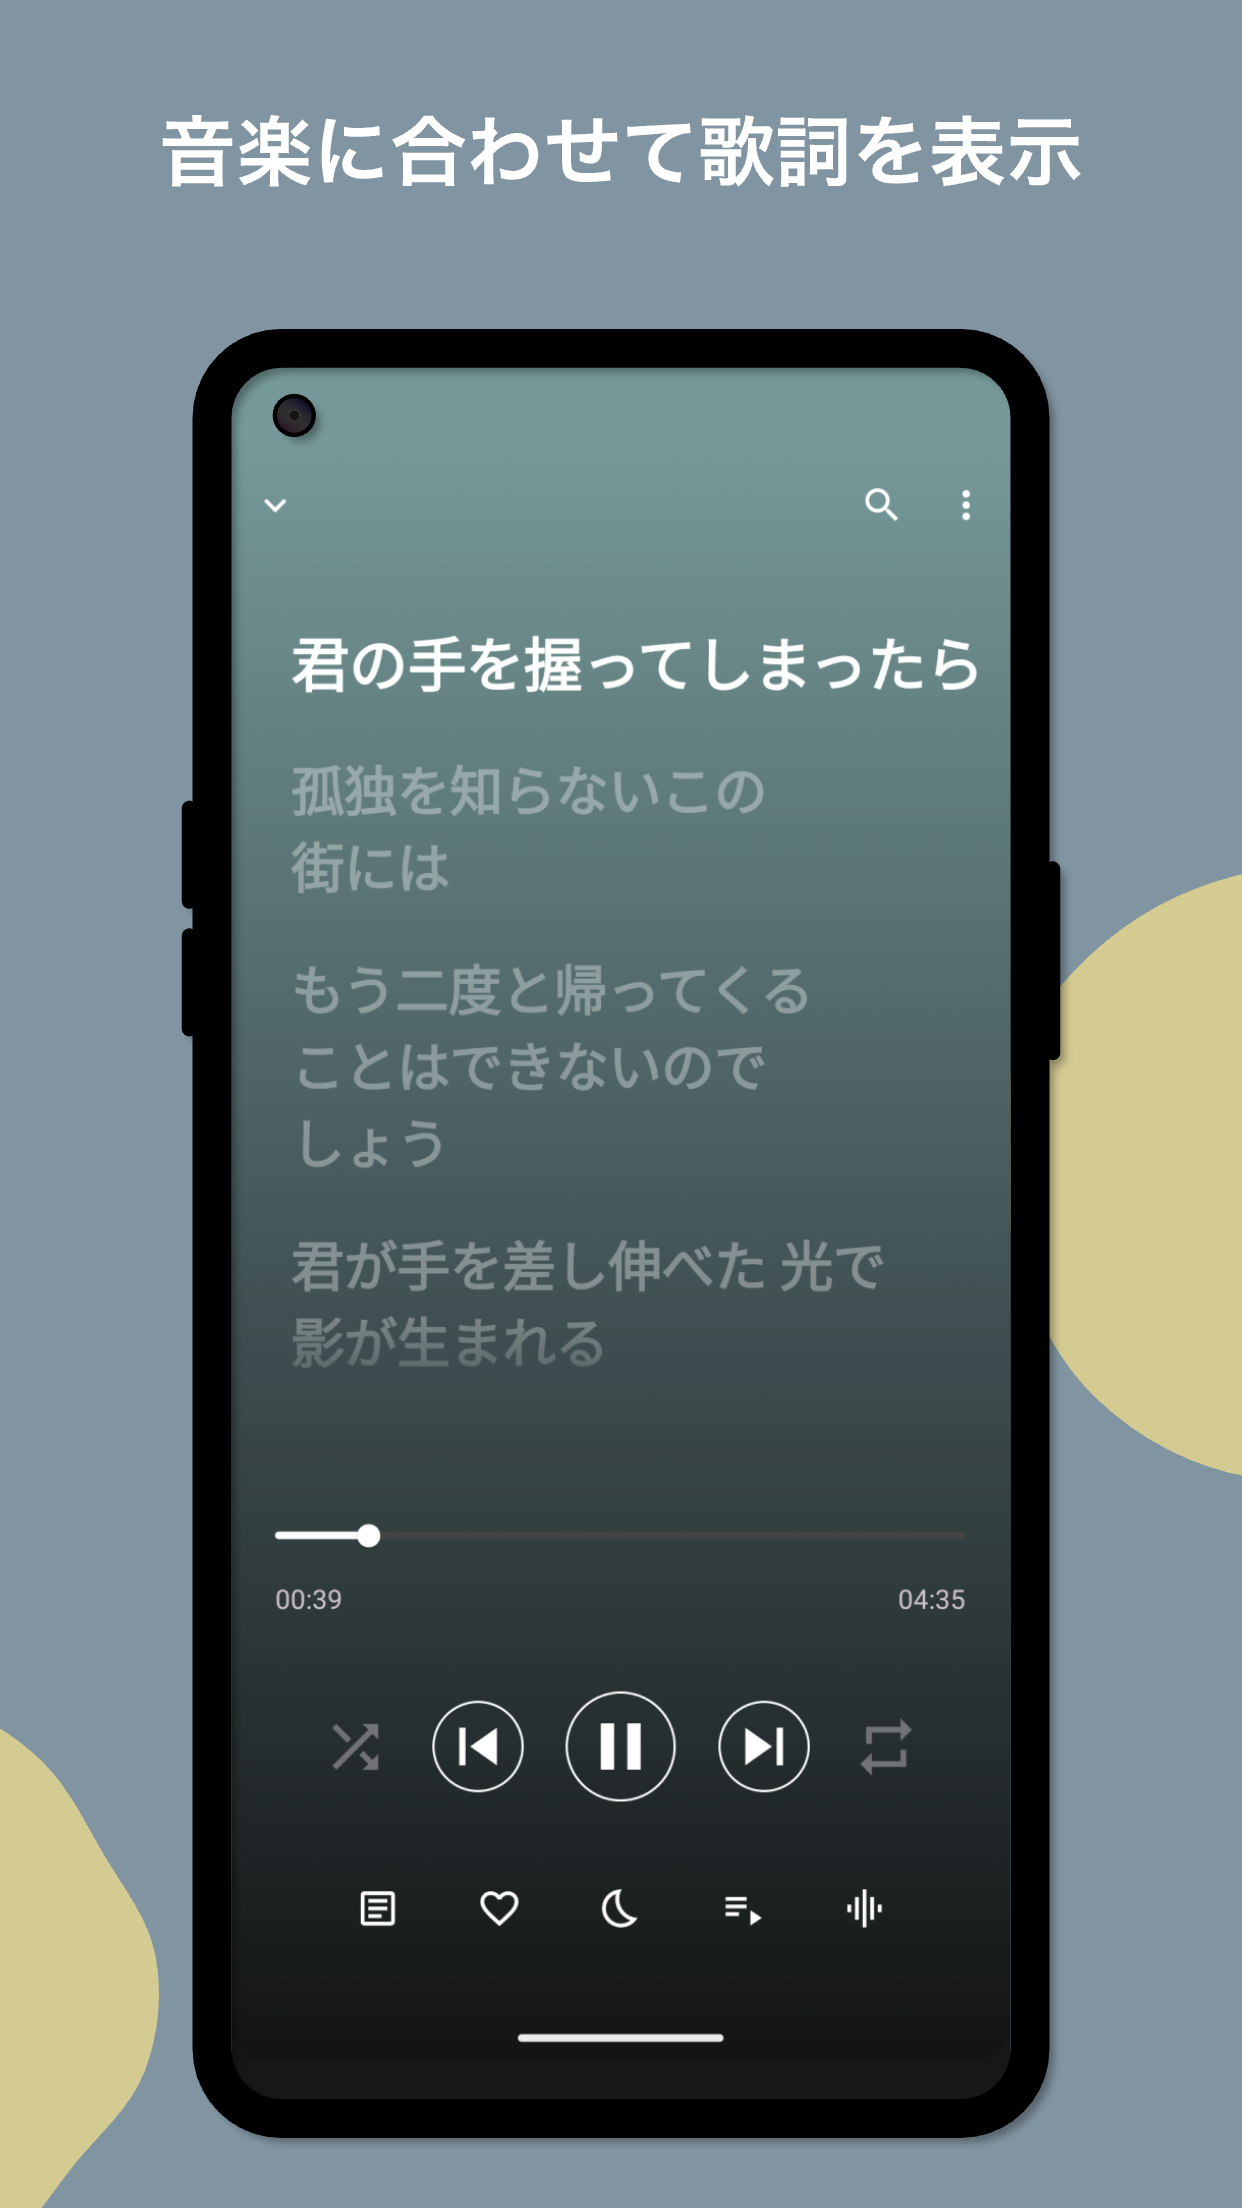 音楽に合わせて歌詞を表示
君の手を握ってしまったら
孤独を知らないこの
街には
もう二度と帰ってくる
ことはできないので
しょう
君が手を差し伸べた 光で
影が生まれる
00:39
04:35